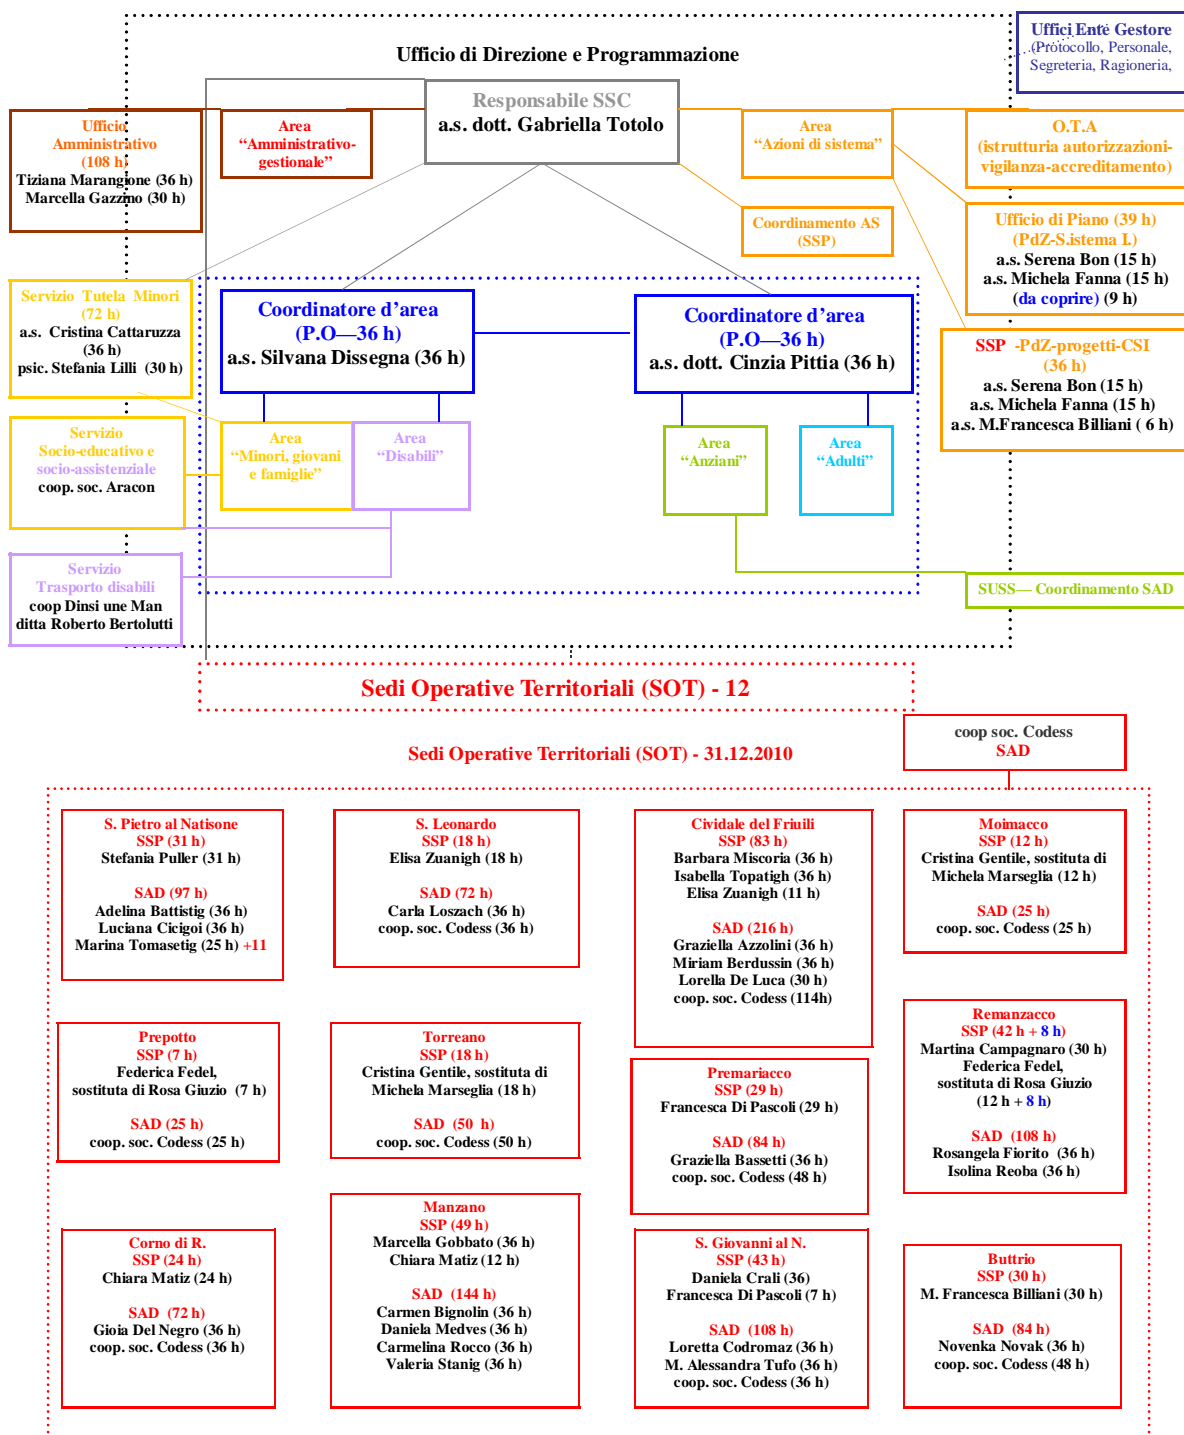 Uffici Ente Gestore
(Protocollo, Personale,
Segreteria, Ragioneria,
Ufficio di Direzione e Programmazione
Responsabile SSC
a.s. dott. Gabriella Totolo
Ufficio
Amministrativo
(108 h)
Tiziana Marangione (36 h)
Marcella Gazzino (30 h)
Area
“Amministrativo-
gestionale”
Area
“Azioni di sistema”
O.T.A
(istrutturia autorizzazioni-
vigilanza-accreditamento)
Coordinamento AS
(SSP)
Ufficio di Piano (39 h)
(PdZ-S.istema I.)
a.s. Serena Bon (15 h)
a.s. Michela Fanna (15 h)
(da coprire) (9 h)
Servizio Tutela Minori
(72 h)
a.s. Cristina Cattaruzza
(36 h)
psic. Stefania Lilli (30 h)
Coordinatore d’area
(P.O—36 h)
a.s. Silvana Dissegna (36 h)
Coordinatore d’area
(P.O—36 h)
a.s. dott. Cinzia Pittia (36 h)
SSP -PdZ-progetti-CSI
(36 h)
a.s. Serena Bon (15 h)
a.s. Michela Fanna (15 h)
a.s. M.Francesca Billiani ( 6 h)
Servizio
Socio-educativo e
socio-assistenziale
coop. soc. Aracon
Area
“Minori, giovani
e famiglie”
Area
“Disabili”
Area
“Anziani”
Area
“Adulti”
Servizio
Trasporto disabili
coop Dinsi une Man
ditta Roberto Bertolutti
SUSS— Coordinamento SAD
Sedi Operative Territoriali (SOT) - 12
Sedi Operative Territoriali (SOT) - 31.12.2010
coop soc. Codess
SAD
S. Pietro al Natisone
SSP (31 h)
Stefania Puller (31 h)
SAD (97 h)
Adelina Battistig (36 h)
Luciana Cicigoi (36 h)
Marina Tomasetig (25 h) +11
S. Leonardo
SSP (18 h)
Elisa Zuanigh (18 h)
SAD (72 h)
Carla Loszach (36 h)
coop. soc. Codess (36 h)
Cividale del Friuili
SSP (83 h)
Barbara Miscoria (36 h)
Isabella Topatigh (36 h)
Elisa Zuanigh (11 h)
SAD (216 h)
Graziella Azzolini (36 h)
Miriam Berdussin (36 h)
Lorella De Luca (30 h)
coop. soc. Codess (114h)
Moimacco
SSP (12 h)
Cristina Gentile, sostituta di
Michela Marseglia (12 h)
SAD (25 h)
coop. soc. Codess (25 h)
Prepotto
SSP (7 h)
Federica Fedel,
sostituta di Rosa Giuzio (7 h)
SAD (25 h)
coop. soc. Codess (25 h)
Torreano
SSP (18 h)
Cristina Gentile, sostituta di
Michela Marseglia (18 h)
SAD (50 h)
coop. soc. Codess (50 h)
Premariacco
SSP (29 h)
Francesca Di Pascoli (29 h)
SAD (84 h)
Graziella Bassetti (36 h)
coop. soc. Codess (48 h)
Remanzacco
SSP (42 h + 8 h)
Martina Campagnaro (30 h)
Federica Fedel,
sostituta di Rosa Giuzio
(12 h + 8 h)
SAD (108 h)
Rosangela Fiorito (36 h)
Isolina Reoba (36 h)
Corno di R.
SSP (24 h)
Chiara Matiz (24 h)
SAD (72 h)
Gioia Del Negro (36 h)
coop. soc. Codess (36 h)
Manzano
SSP (49 h)
Marcella Gobbato (36 h)
Chiara Matiz (12 h)
SAD (144 h)
Carmen Bignolin (36 h)
Daniela Medves (36 h)
Carmelina Rocco (36 h)
Valeria Stanig (36 h)
S. Giovanni al N.
SSP (43 h)
Daniela Crali (36)
Francesca Di Pascoli (7 h)
SAD (108 h)
Loretta Codromaz (36 h)
M. Alessandra Tufo (36 h)
coop. soc. Codess (36 h)
Buttrio
SSP (30 h)
M. Francesca Billiani (30 h)
SAD (84 h)
Novenka Novak (36 h)
coop. soc. Codess (48 h)